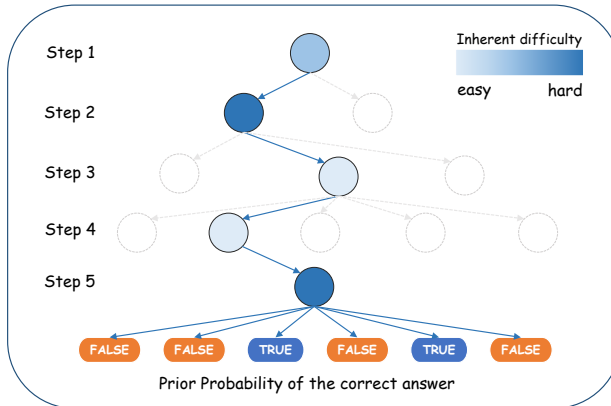 Step 1
Inherent difficulty
easy hard
Step 2
Step 3
Step 4
Step 5
FALSE FALSE TRUE FALSE TRUE FALSE
Prior Probability of the correct answer